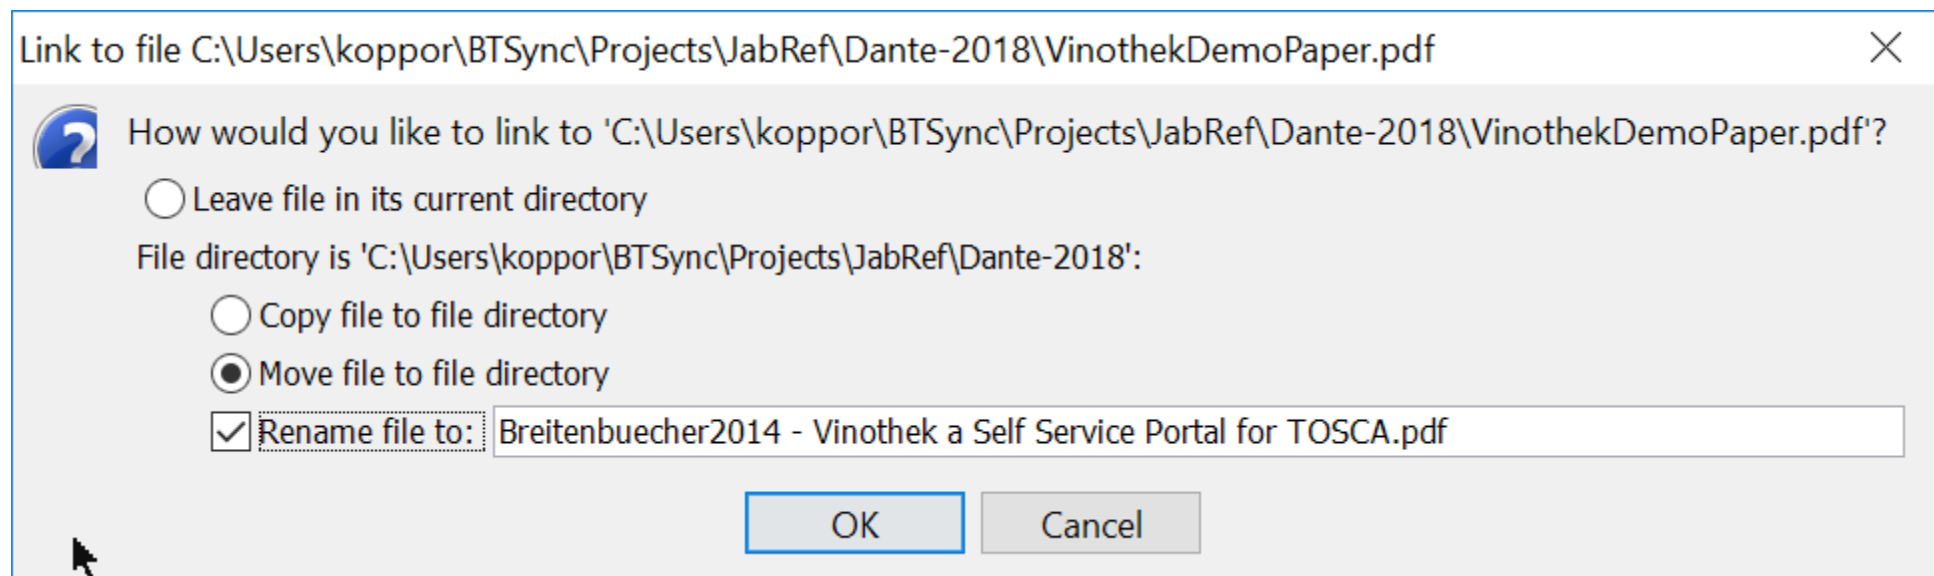 Link to file C:\Users\koppor\BTSync\Projects\JabRef\Dante-2018\VinothekDemoPaper.pdf
How would you like to link to 'C:\Users\koppor\BTSync\Projects\JabRef\Dante-2018\VinothekDemoPaper.pdf'?
Leave file in its current directory
File directory is 'C:\Users\koppor\BTSync\Projects\JabRef\Dante-2018':
Copy file to file directory
Move file to file directory
Rename file to: Breitenbuecher2014 - Vinothek a Self Service Portal for TOSCA.pdf
OK Cancel